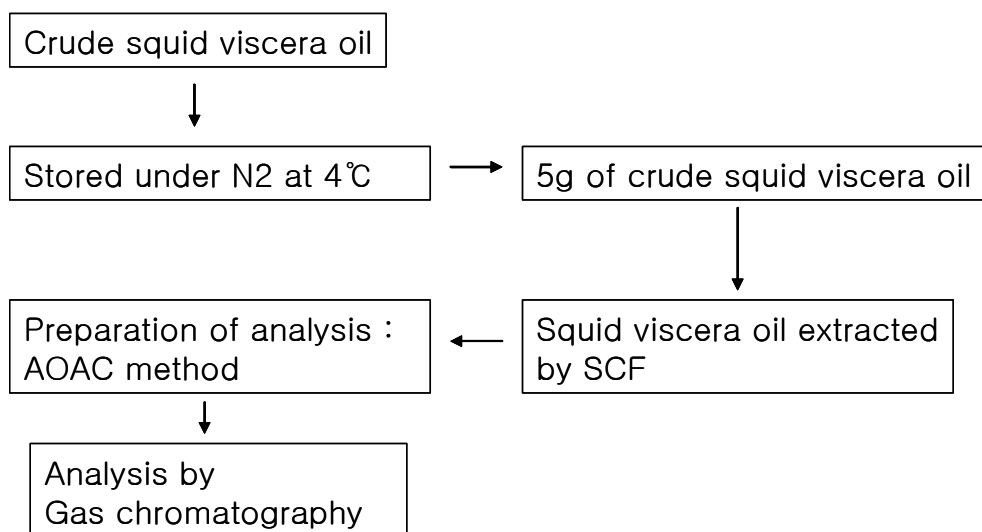 Crude squid viscera oil
Stored under N2 at 4℃
5g of crude squid viscera oil
Squid viscera oil extracted
by SCF
Preparation of analysis :
AOAC method
Analysis by
Gas chromatography